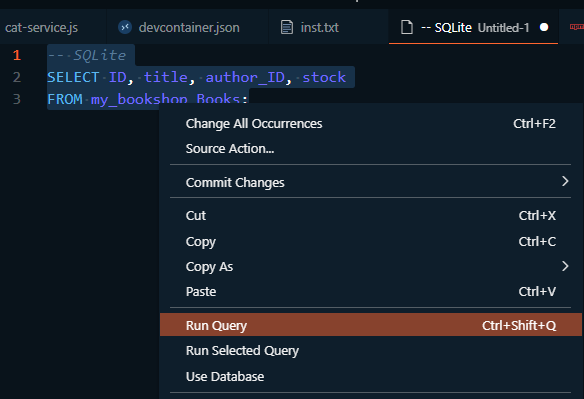 cat-service.js devcontainer.json inst.txt -- SQLite Untitled-1
1 -- SQLite
2 SELECT ID, title, author_ID, stock
3 FROM my_bookshop_Books;
Change All Occurrences Ctrl+F2
Source Action...
Commit Changes
Cut Ctrl+X
Copy Ctrl+C
Copy As
Paste Ctrl+V
Run Query Ctrl+Shift+Q
Run Selected Query
Use Database